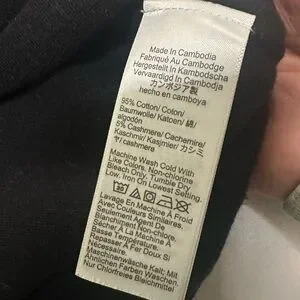 Made In Cambodia
Fabriqué Au Cambodge
Hergestellt In Kambodscha
Vervaardigd In Cambodja
カンボジア製
hecho en camboya
95% Cotton/ Coton/
Baumwolle/ Katoen/ 綿/
algodón
5% Cashmere/ Cachemire/
Kaschmir/ Kasjmier/ カシミ
ヤ/ cashmere
Machine Wash Cold With
Like Colors. Non-chlorine
Bleach Only. Tumble Dry
Low. Iron On Lowest Setting.
Lavage En Machine À Froid
Avec Couleurs Similaires.
Seulement Agent De
Blanchiment Non-chlore.
Sécher À La Machine À
Basse Température.
Repasser À Fer Doux Si
Nécessaire.
Maschinenwäsche Kalt; Mit
Ähnlichen Farben Waschen.
Nur Chlorfreies Bleichmittel